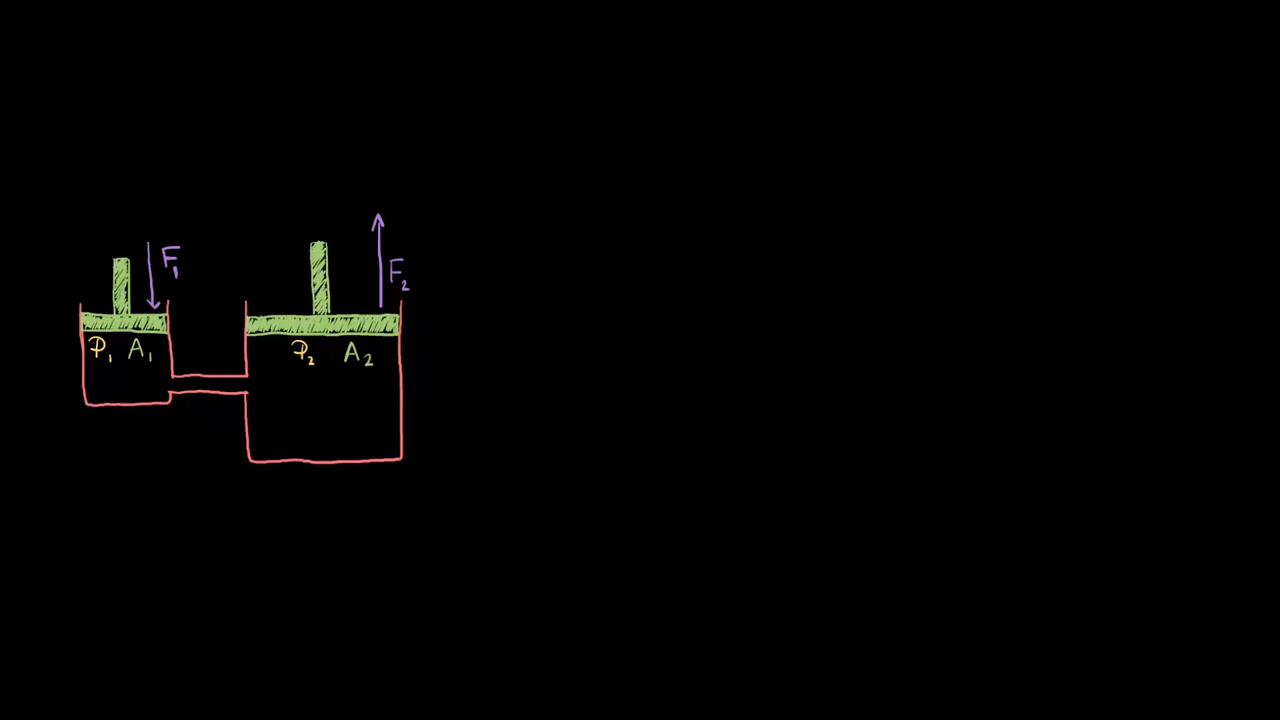 F₁
F₂
P₁ A₁
P₂ A₂